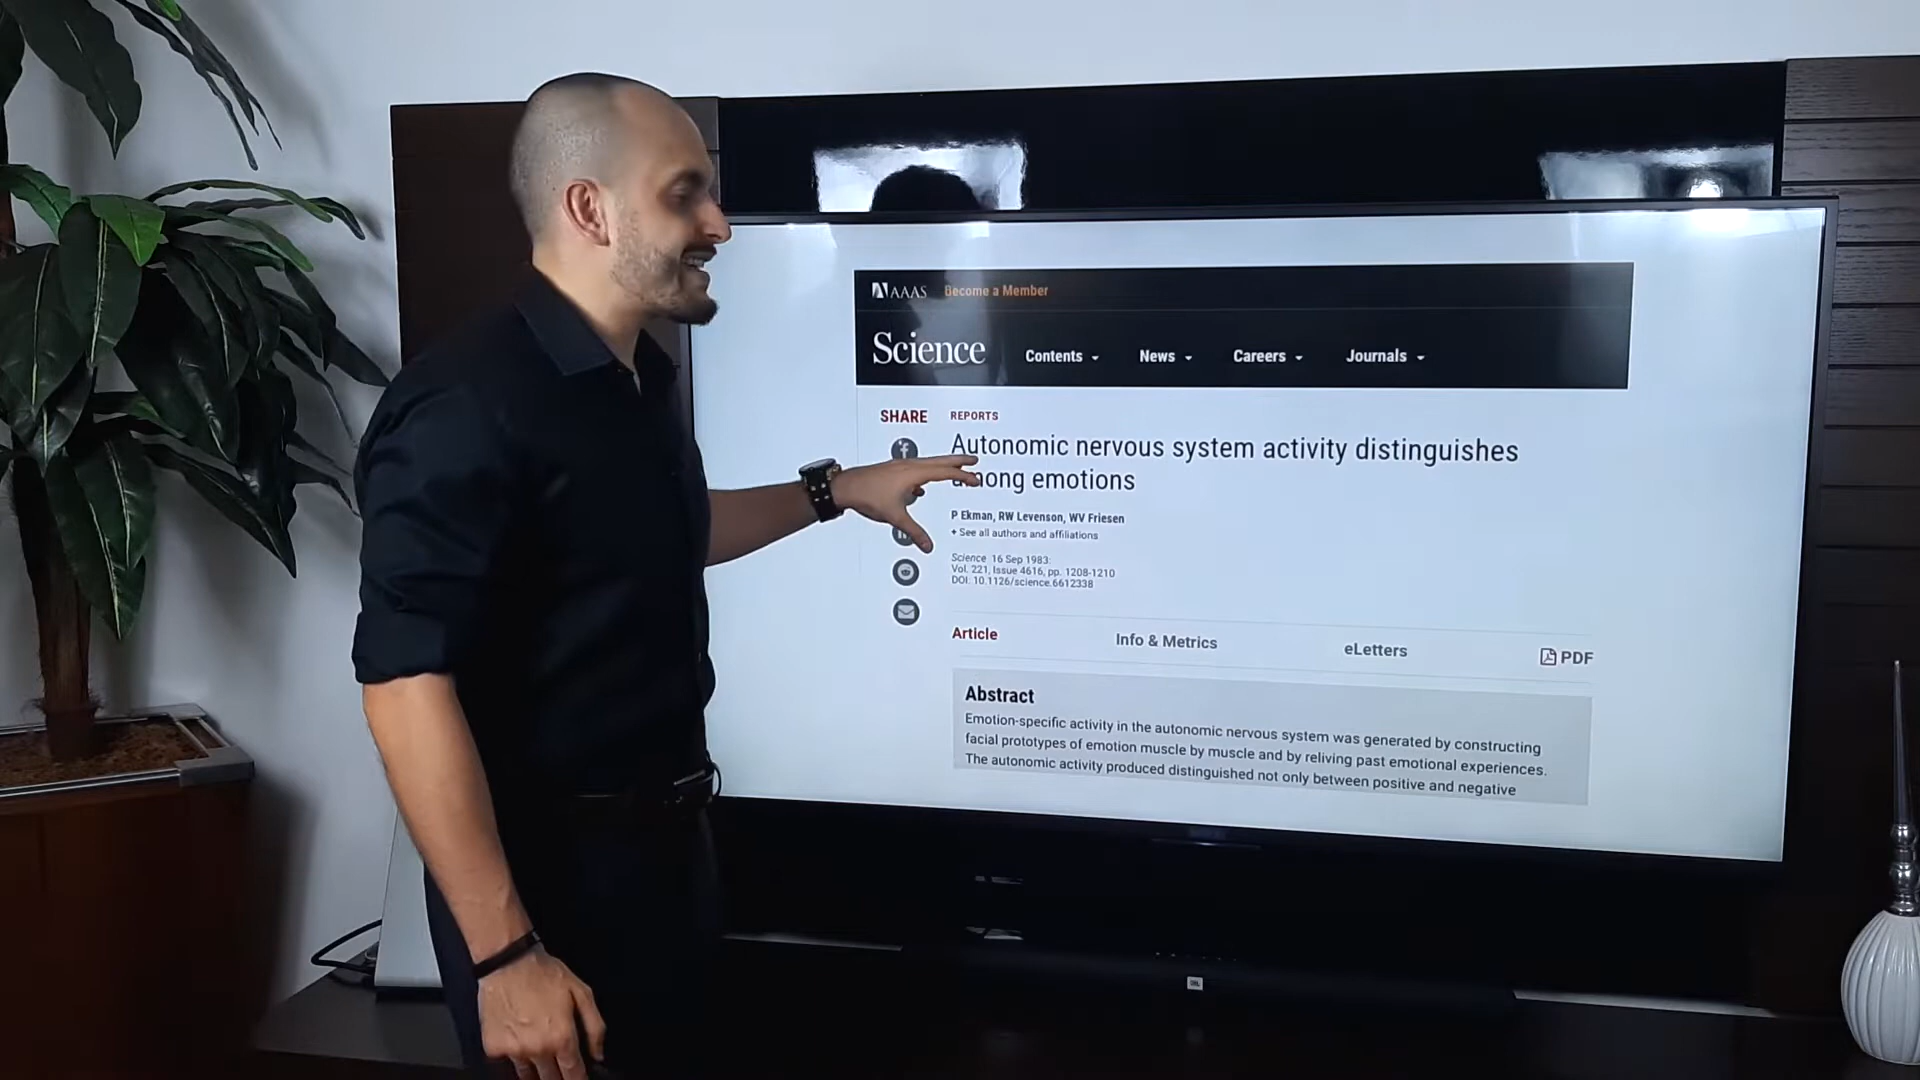 AAAS Become a Member
Science Contents News Careers Journals
SHARE
REPORTS
Autonomic nervous system activity distinguishes
among emotions
P Ekman, RW Levenson, WV Friesen
+ See all authors and affiliations
Science 16 Sep 1983:
Vol. 221, Issue 4616, pp. 1208-1210
DOI: 10.1126/science.6612338
Article Info & Metrics eLetters PDF
Abstract
Emotion-specific activity in the autonomic nervous system was generated by constructing
facial prototypes of emotion muscle by muscle and by reliving past emotional experiences.
The autonomic activity produced distinguished not only between positive and negative
JBL